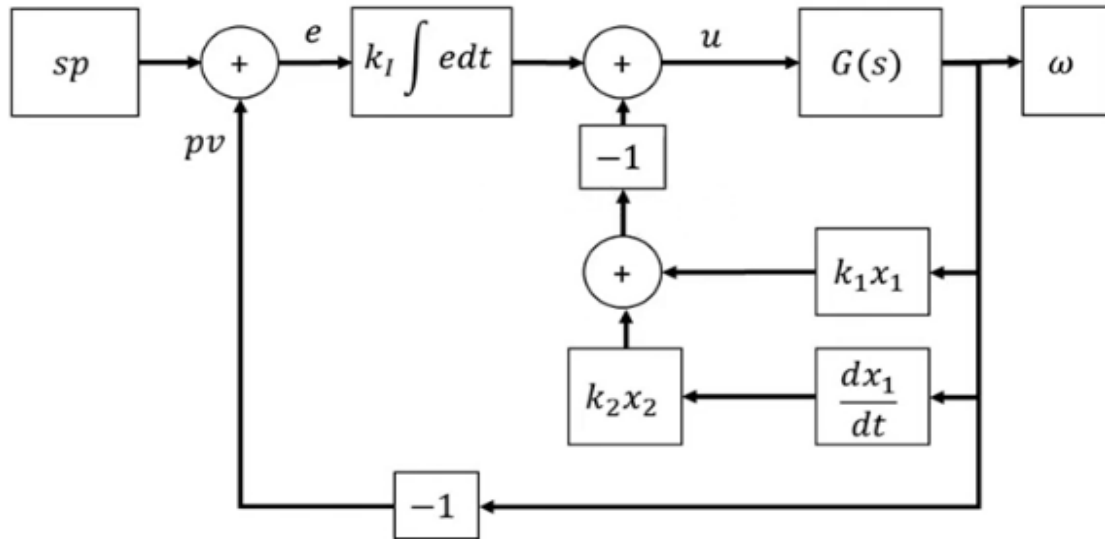 sp
+
e
k_I ∫ edt
+
u
G(s)
ω
pv
−1
+
k_1x_1
k_2x_2
dx_1/dt
−1